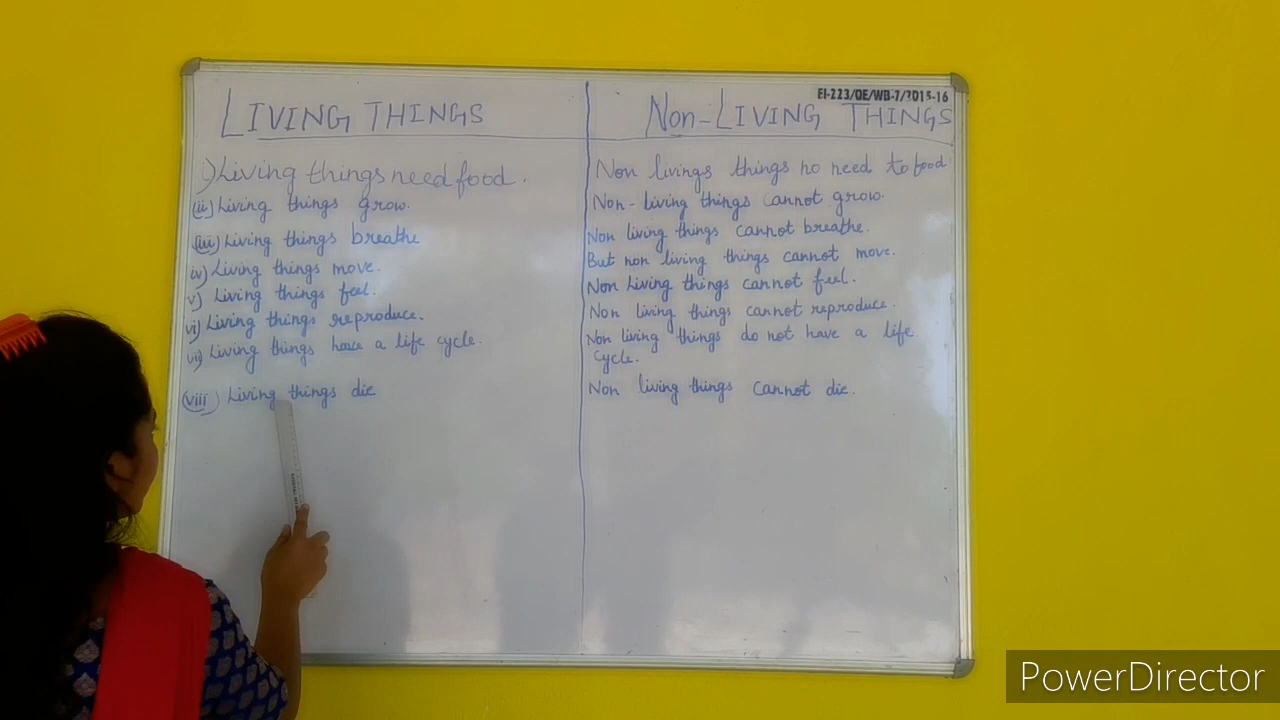 EI-223/OE/WB-7/2015-16
LIVING THINGS
i) Living things need food.
(ii) Living things grow.
(iii) Living things breathe
iv) Living things move.
v) Living things feel.
vi) Living things reproduce.
vii) Living things have a life cycle.
(viii) Living things die
NON-LIVING THINGS
Non livings things no need to food
Non-living things cannot grow.
Non living things cannot breathe.
But non living things cannot move.
Non Living things cannot feel.
Non living things cannot reproduce.
Non living things do not have a life
cycle.
Non living things cannot die.
PowerDirector